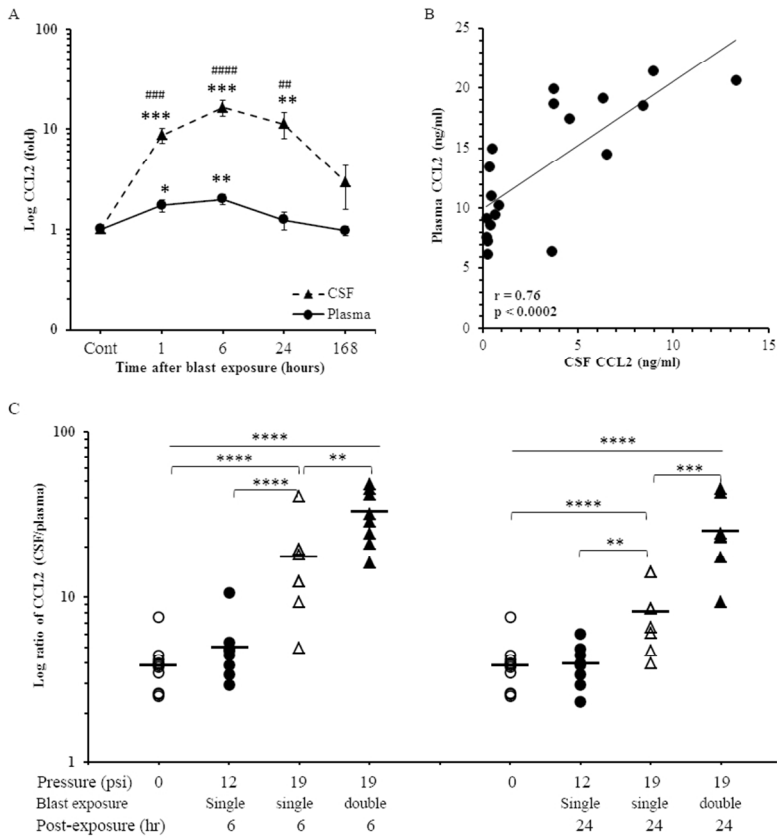 A
Log CCL2 (fold)
100
10
1
0
###
***
####
***
##
**
*
**
CSF
Plasma
Cont 1 6 24 168
Time after blast exposure (hours)
B
Plasma CCL2 (ng/ml)
25
20
15
10
5
0
r = 0.76
p < 0.0002
0 5 10 15
CSF CCL2 (ng/ml)
C
Log ratio of CCL2 (CSF/plasma)
100
10
1
****
**** **
****
****
***
****
**
Pressure (psi) 0 12 19 19 0 12 19 19
Blast exposure Single single double Single single double
Post-exposure (hr) 6 6 6 24 24 24